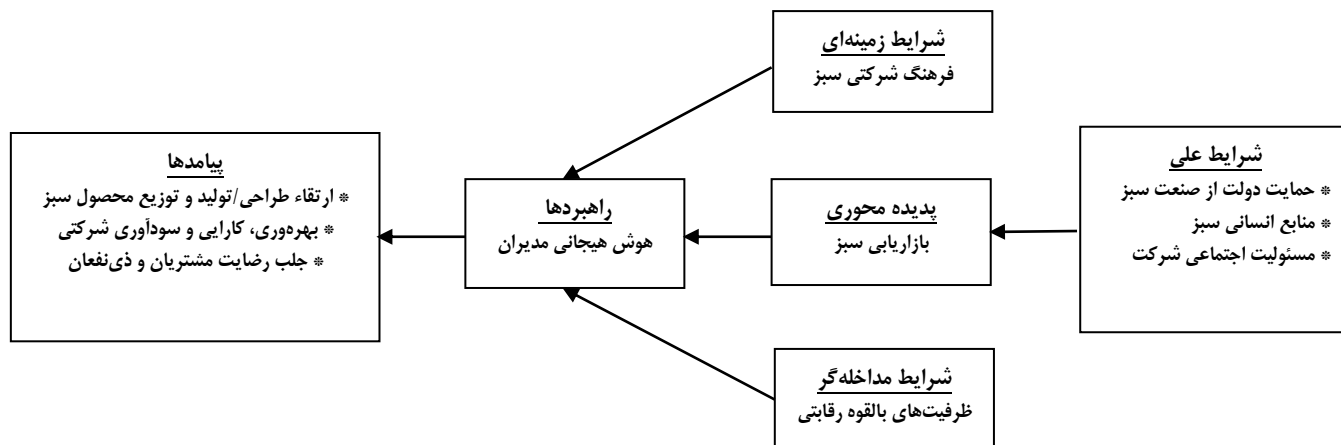 شرایط زمینه‌ای
فرهنگ شرکتی سبز
شرایط علی
* حمایت دولت از صنعت سبز
* منابع انسانی سبز
* مسئولیت اجتماعی شرکت
پدیده محوری
بازاریابی سبز
راهبردها
هوش هیجانی مدیران
پیامدها
* ارتقاء طراحی/تولید و توزیع محصول سبز
* بهره‌وری، کارایی و سودآوری شرکتی
* جلب رضایت مشتریان و ذی‌نفعان
شرایط مداخله‌گر
ظرفیت‌های بالقوه رقابتی